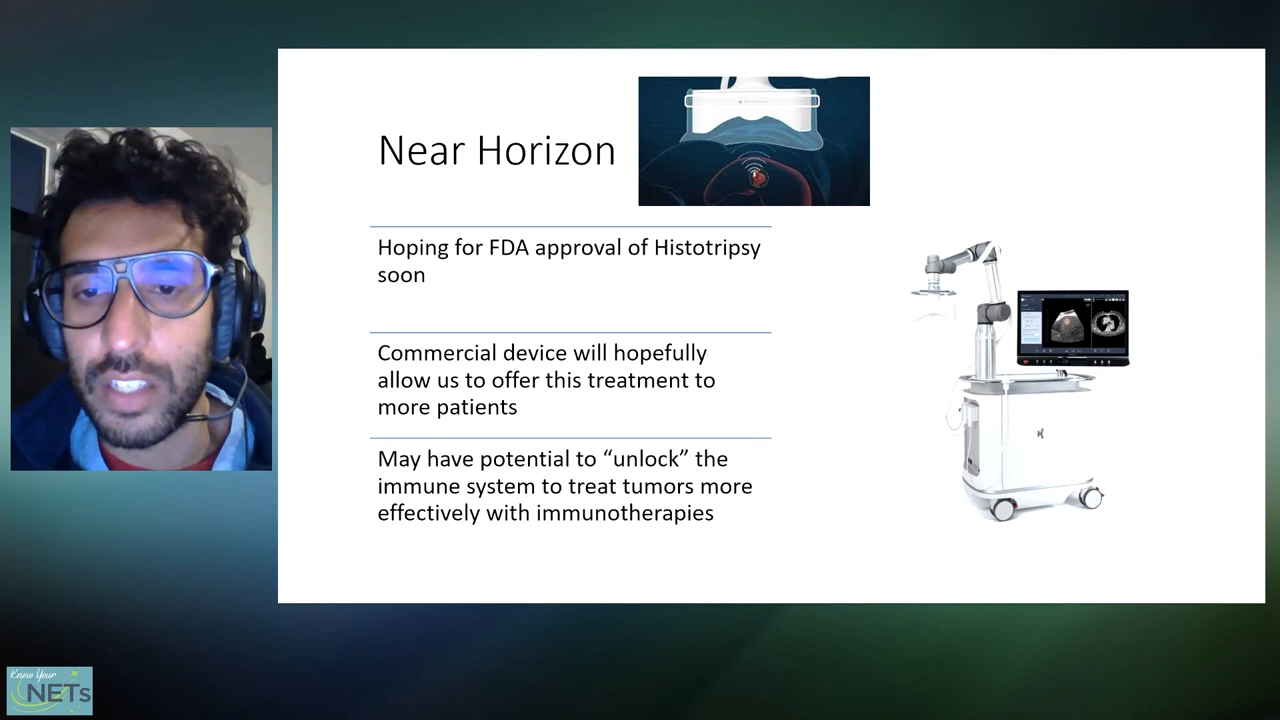 Near Horizon
Hoping for FDA approval of Histotripsy
soon
Commercial device will hopefully
allow us to offer this treatment to
more patients
May have potential to “unlock” the
immune system to treat tumors more
effectively with immunotherapies
Know Your
NETs